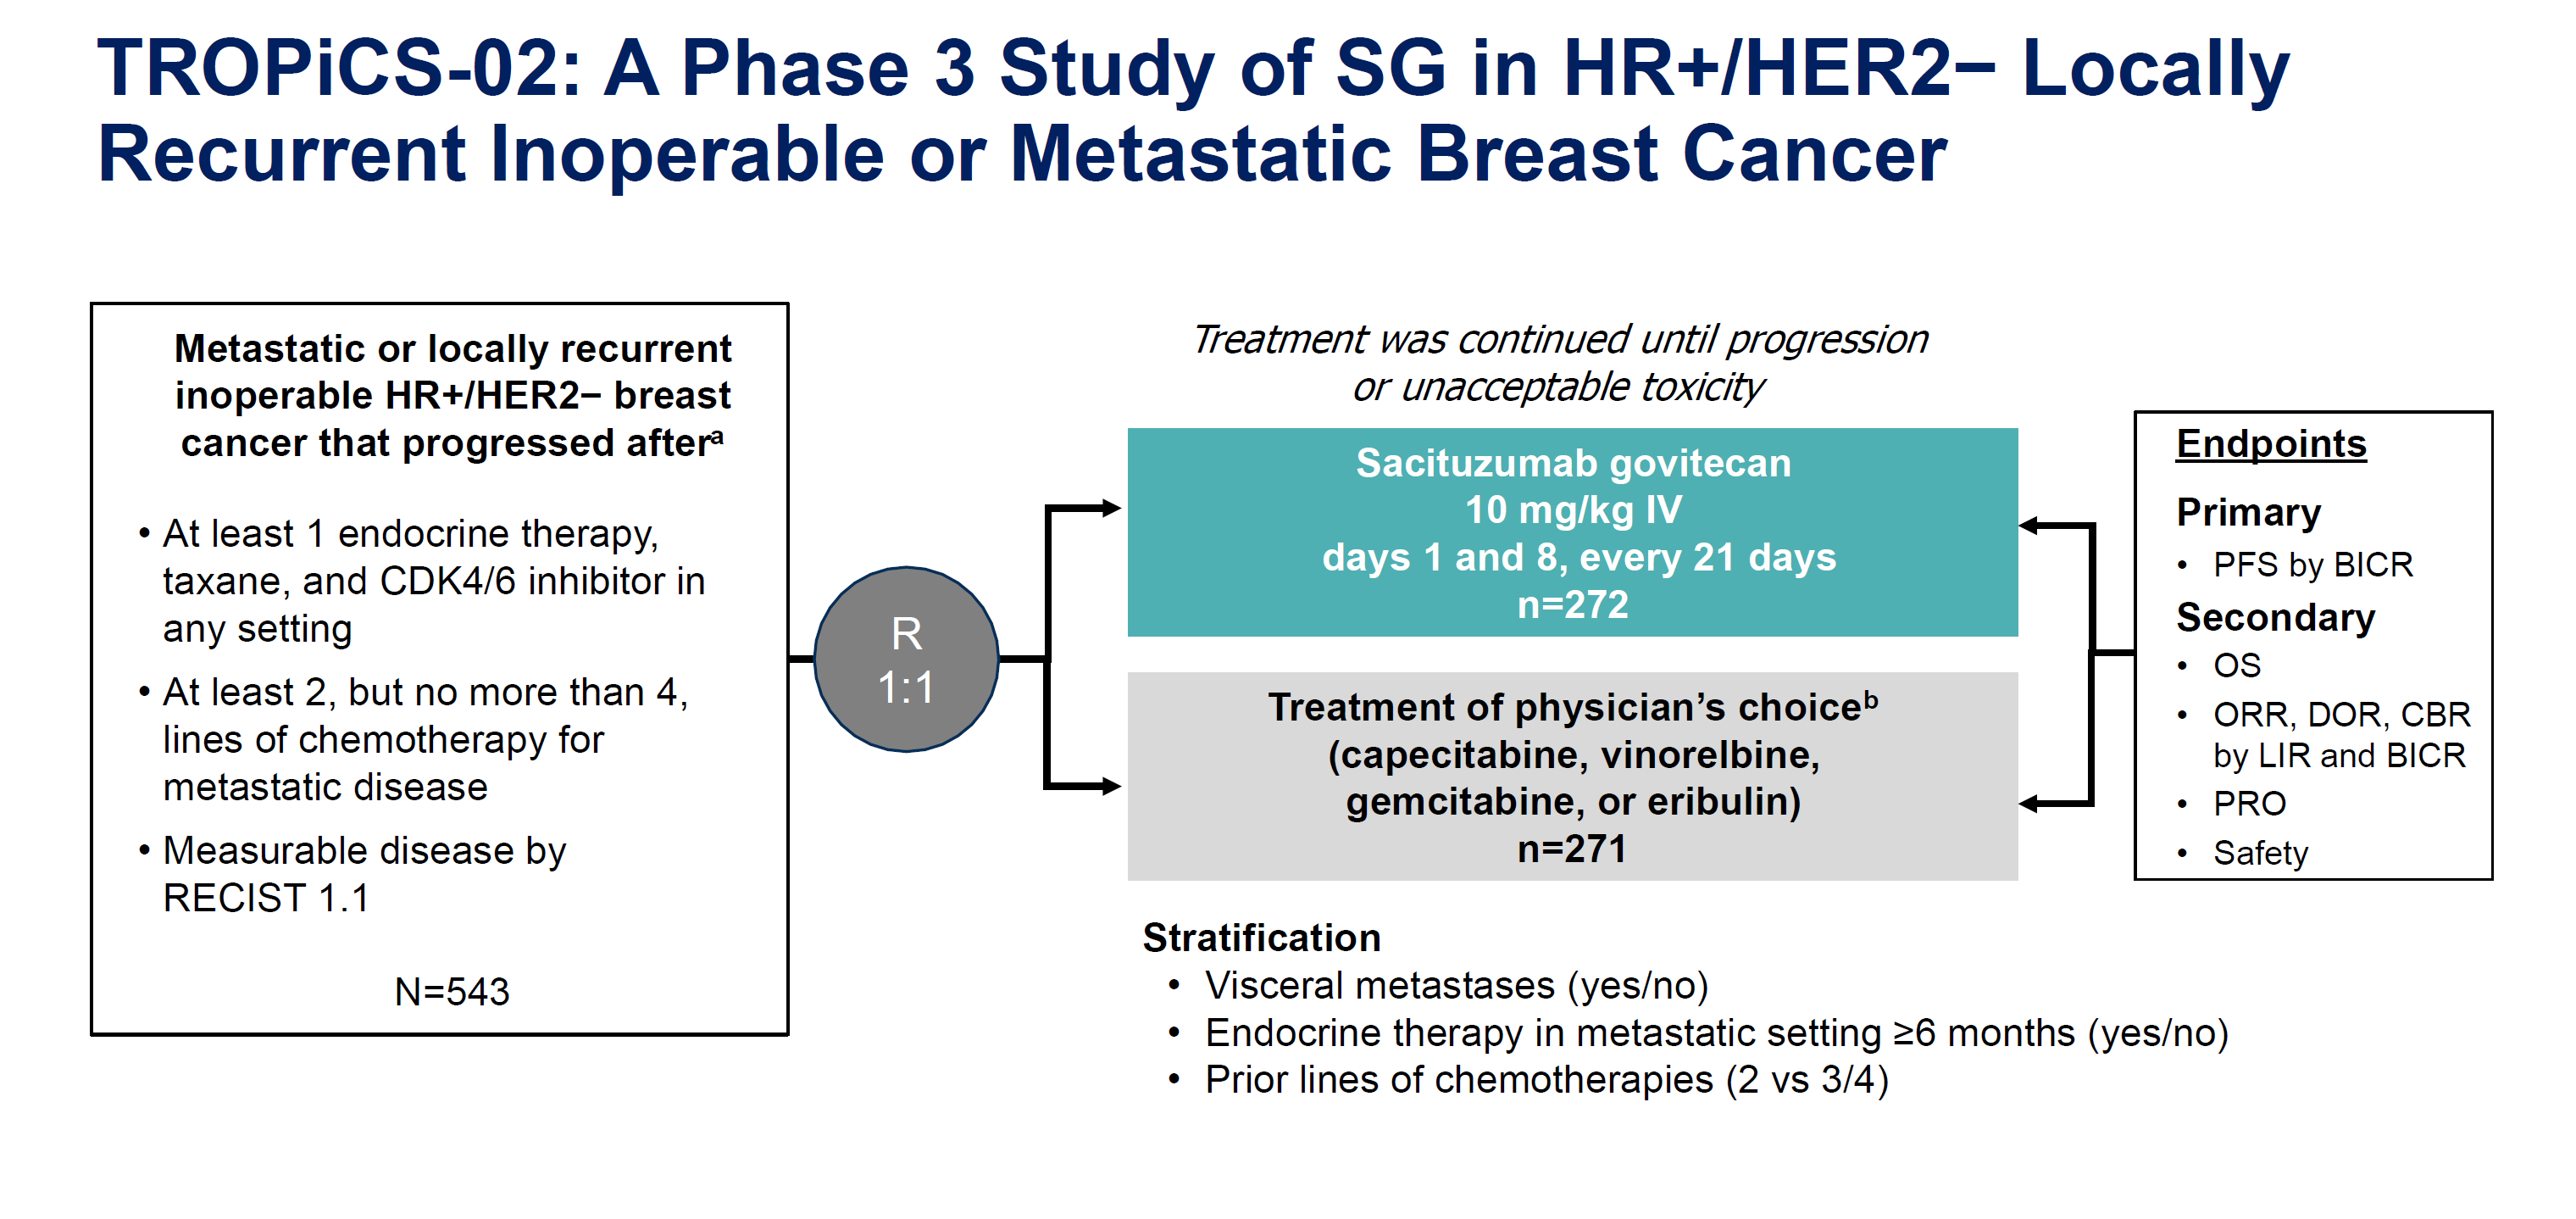 TROPiCS-02: A Phase 3 Study of SG in HR+/HER2− Locally
Recurrent Inoperable or Metastatic Breast Cancer
Metastatic or locally recurrent
inoperable HR+/HER2− breast
cancer that progressed afterᵃ
• At least 1 endocrine therapy,
taxane, and CDK4/6 inhibitor in
any setting
• At least 2, but no more than 4,
lines of chemotherapy for
metastatic disease
• Measurable disease by
RECIST 1.1
N=543
R
1:1
Treatment was continued until progression
or unacceptable toxicity
Sacituzumab govitecan
10 mg/kg IV
days 1 and 8, every 21 days
n=272
Treatment of physician’s choiceᵇ
(capecitabine, vinorelbine,
gemcitabine, or eribulin)
n=271
Stratification
• Visceral metastases (yes/no)
• Endocrine therapy in metastatic setting ≥6 months (yes/no)
• Prior lines of chemotherapies (2 vs 3/4)
Endpoints
Primary
• PFS by BICR
Secondary
• OS
• ORR, DOR, CBR
by LIR and BICR
• PRO
• Safety